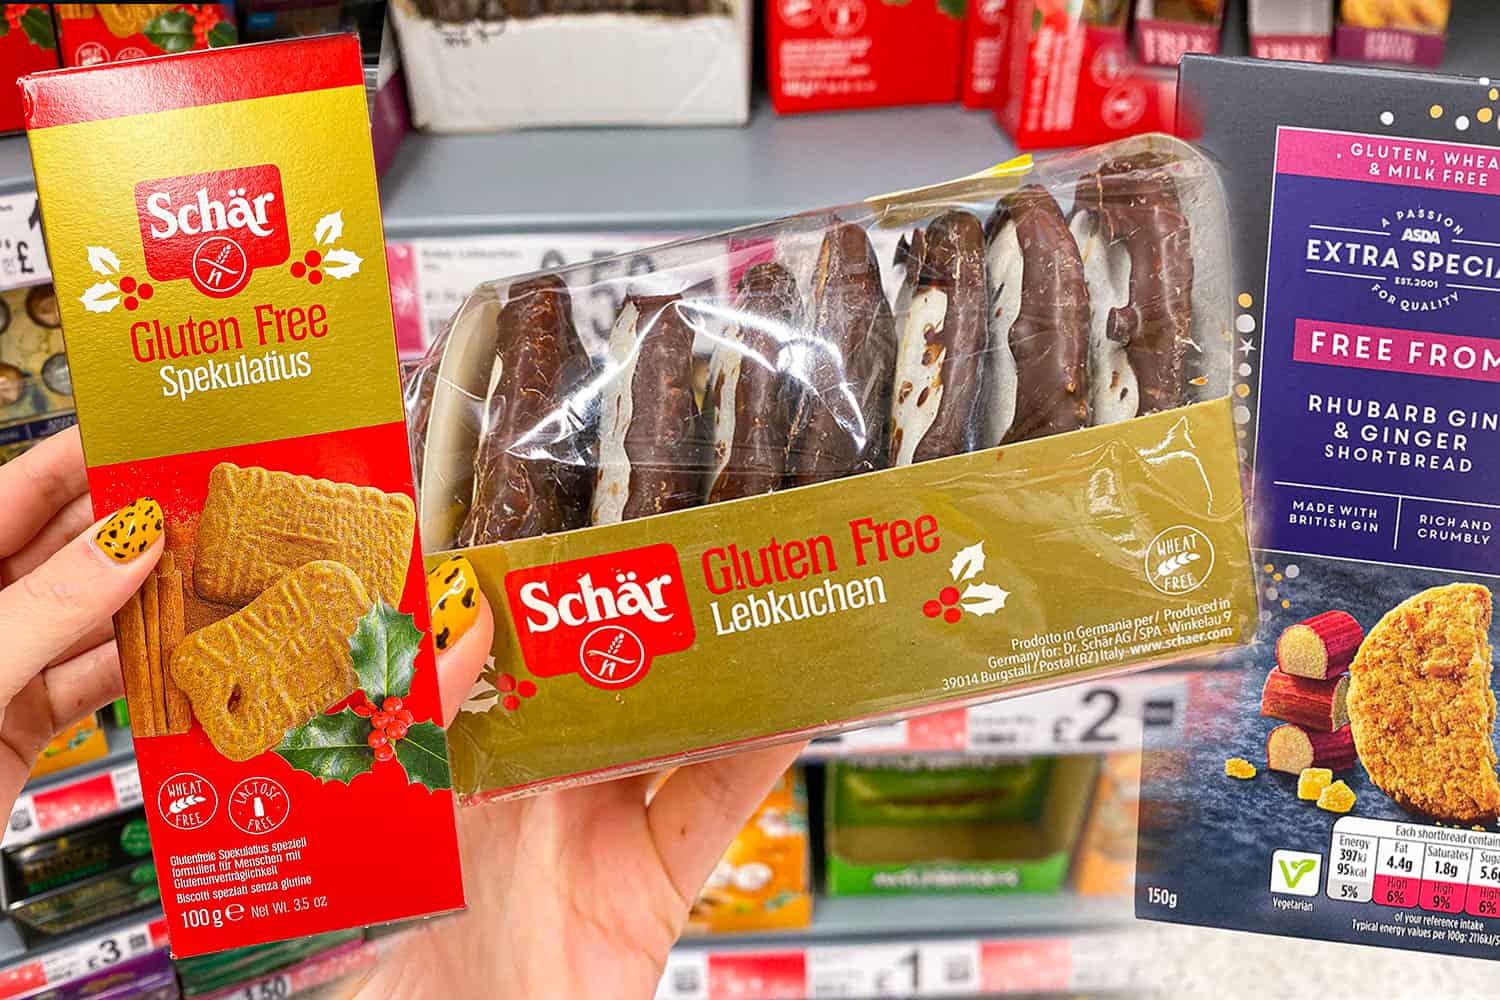 Schär
Gluten Free
Spekulatius
WHEAT
FREE
LACTOSE
FREE
Glutenfreie Spekulatius speziell
formuliert für Menschen mit
Glutenunverträglichkeit
Biscotti speziati senza glutine
100g e Net Wt. 3.5 oz
Schär
Gluten Free
Lebkuchen
WHEAT
FREE
Prodotto in Germania per / Produced in
Germany for: Dr. Schär AG / SPA - Winkelau 9
39014 Burgstall / Postal (BZ) Italy - www.schaer.com
GLUTEN, WHEA
& MILK FREE
A PASSION
ASDA
EXTRA SPECIA
EST. 2001
FOR QUALITY
FREE FROM
RHUBARB GIN
& GINGER
SHORTBREAD
MADE WITH
BRITISH GIN
RICH AND
CRUMBLY
150g
Vegetarian
Each shortbread contain
Energy
397kJ
95kcal
5%
Fat
4.4g
High
6%
Saturates
1.8g
High
9%
Suga
5.6g
High
6%
of your reference intake
Typical energy values per 100g: 2116kJ/5
£2
£3
£1
1.50